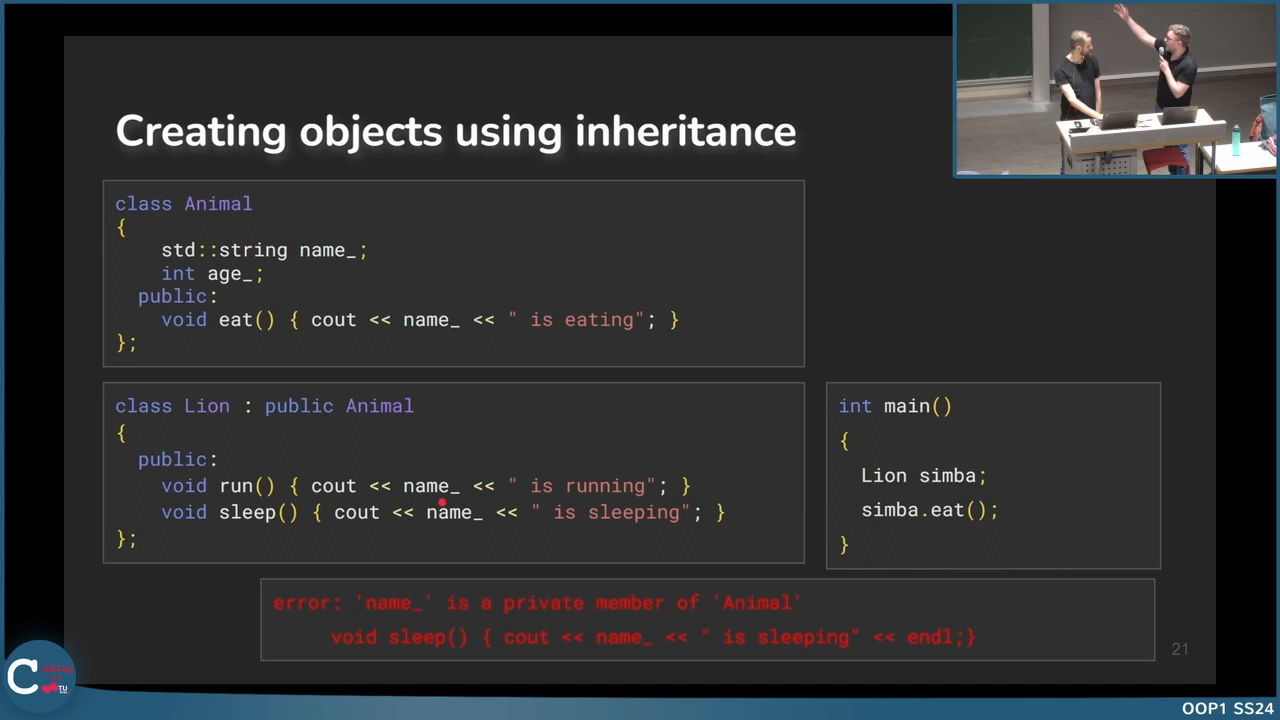 Creating objects using inheritance
class Animal
{
    std::string name_;
    int age_;
  public:
    void eat() { cout << name_ << " is eating"; }
};
class Lion : public Animal
{
  public:
    void run() { cout << name_ << " is running"; }
    void sleep() { cout << name_ << " is sleeping"; }
};
int main()
{
  Lion simba;
  simba.eat();
}
error: 'name_' is a private member of 'Animal'
     void sleep() { cout << name_ << " is sleeping" << endl;}
21
C
TU
OOP1 SS24